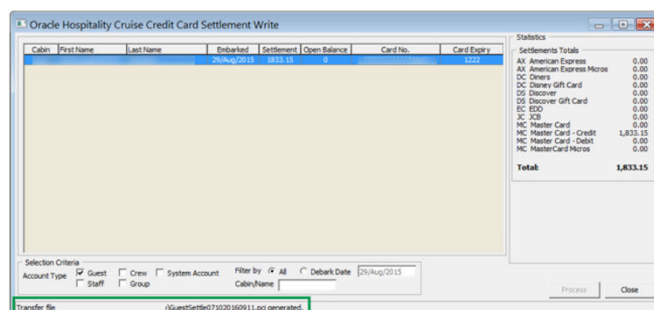 Oracle Hospitality Cruise Credit Card Settlement Write
Cabin First Name Last Name Embarked Settlement Open Balance Card No. Card Expiry
29/Aug/2015 1833.15 0 1222
Statistics
Settlements Totals
AX American Express 0.00
AX American Express Micros 0.00
DC Diners 0.00
DC Disney Gift Card 0.00
DS Discover 0.00
DS Discover Gift Card 0.00
EC EDD 0.00
JC JCB 0.00
MC Master Card 0.00
MC Master Card - Credit 1,833.15
MC Master Card - Debit 0.00
MC MasterCard Micros 0.00
Total: 1,833.15
Selection Criteria
Account Type Guest Crew System Account Filter by All Debark Date 29/Aug/2015
Staff Group Cabin/Name
Process Close
Transfer file \GuestSettle071020160911.pci generated.